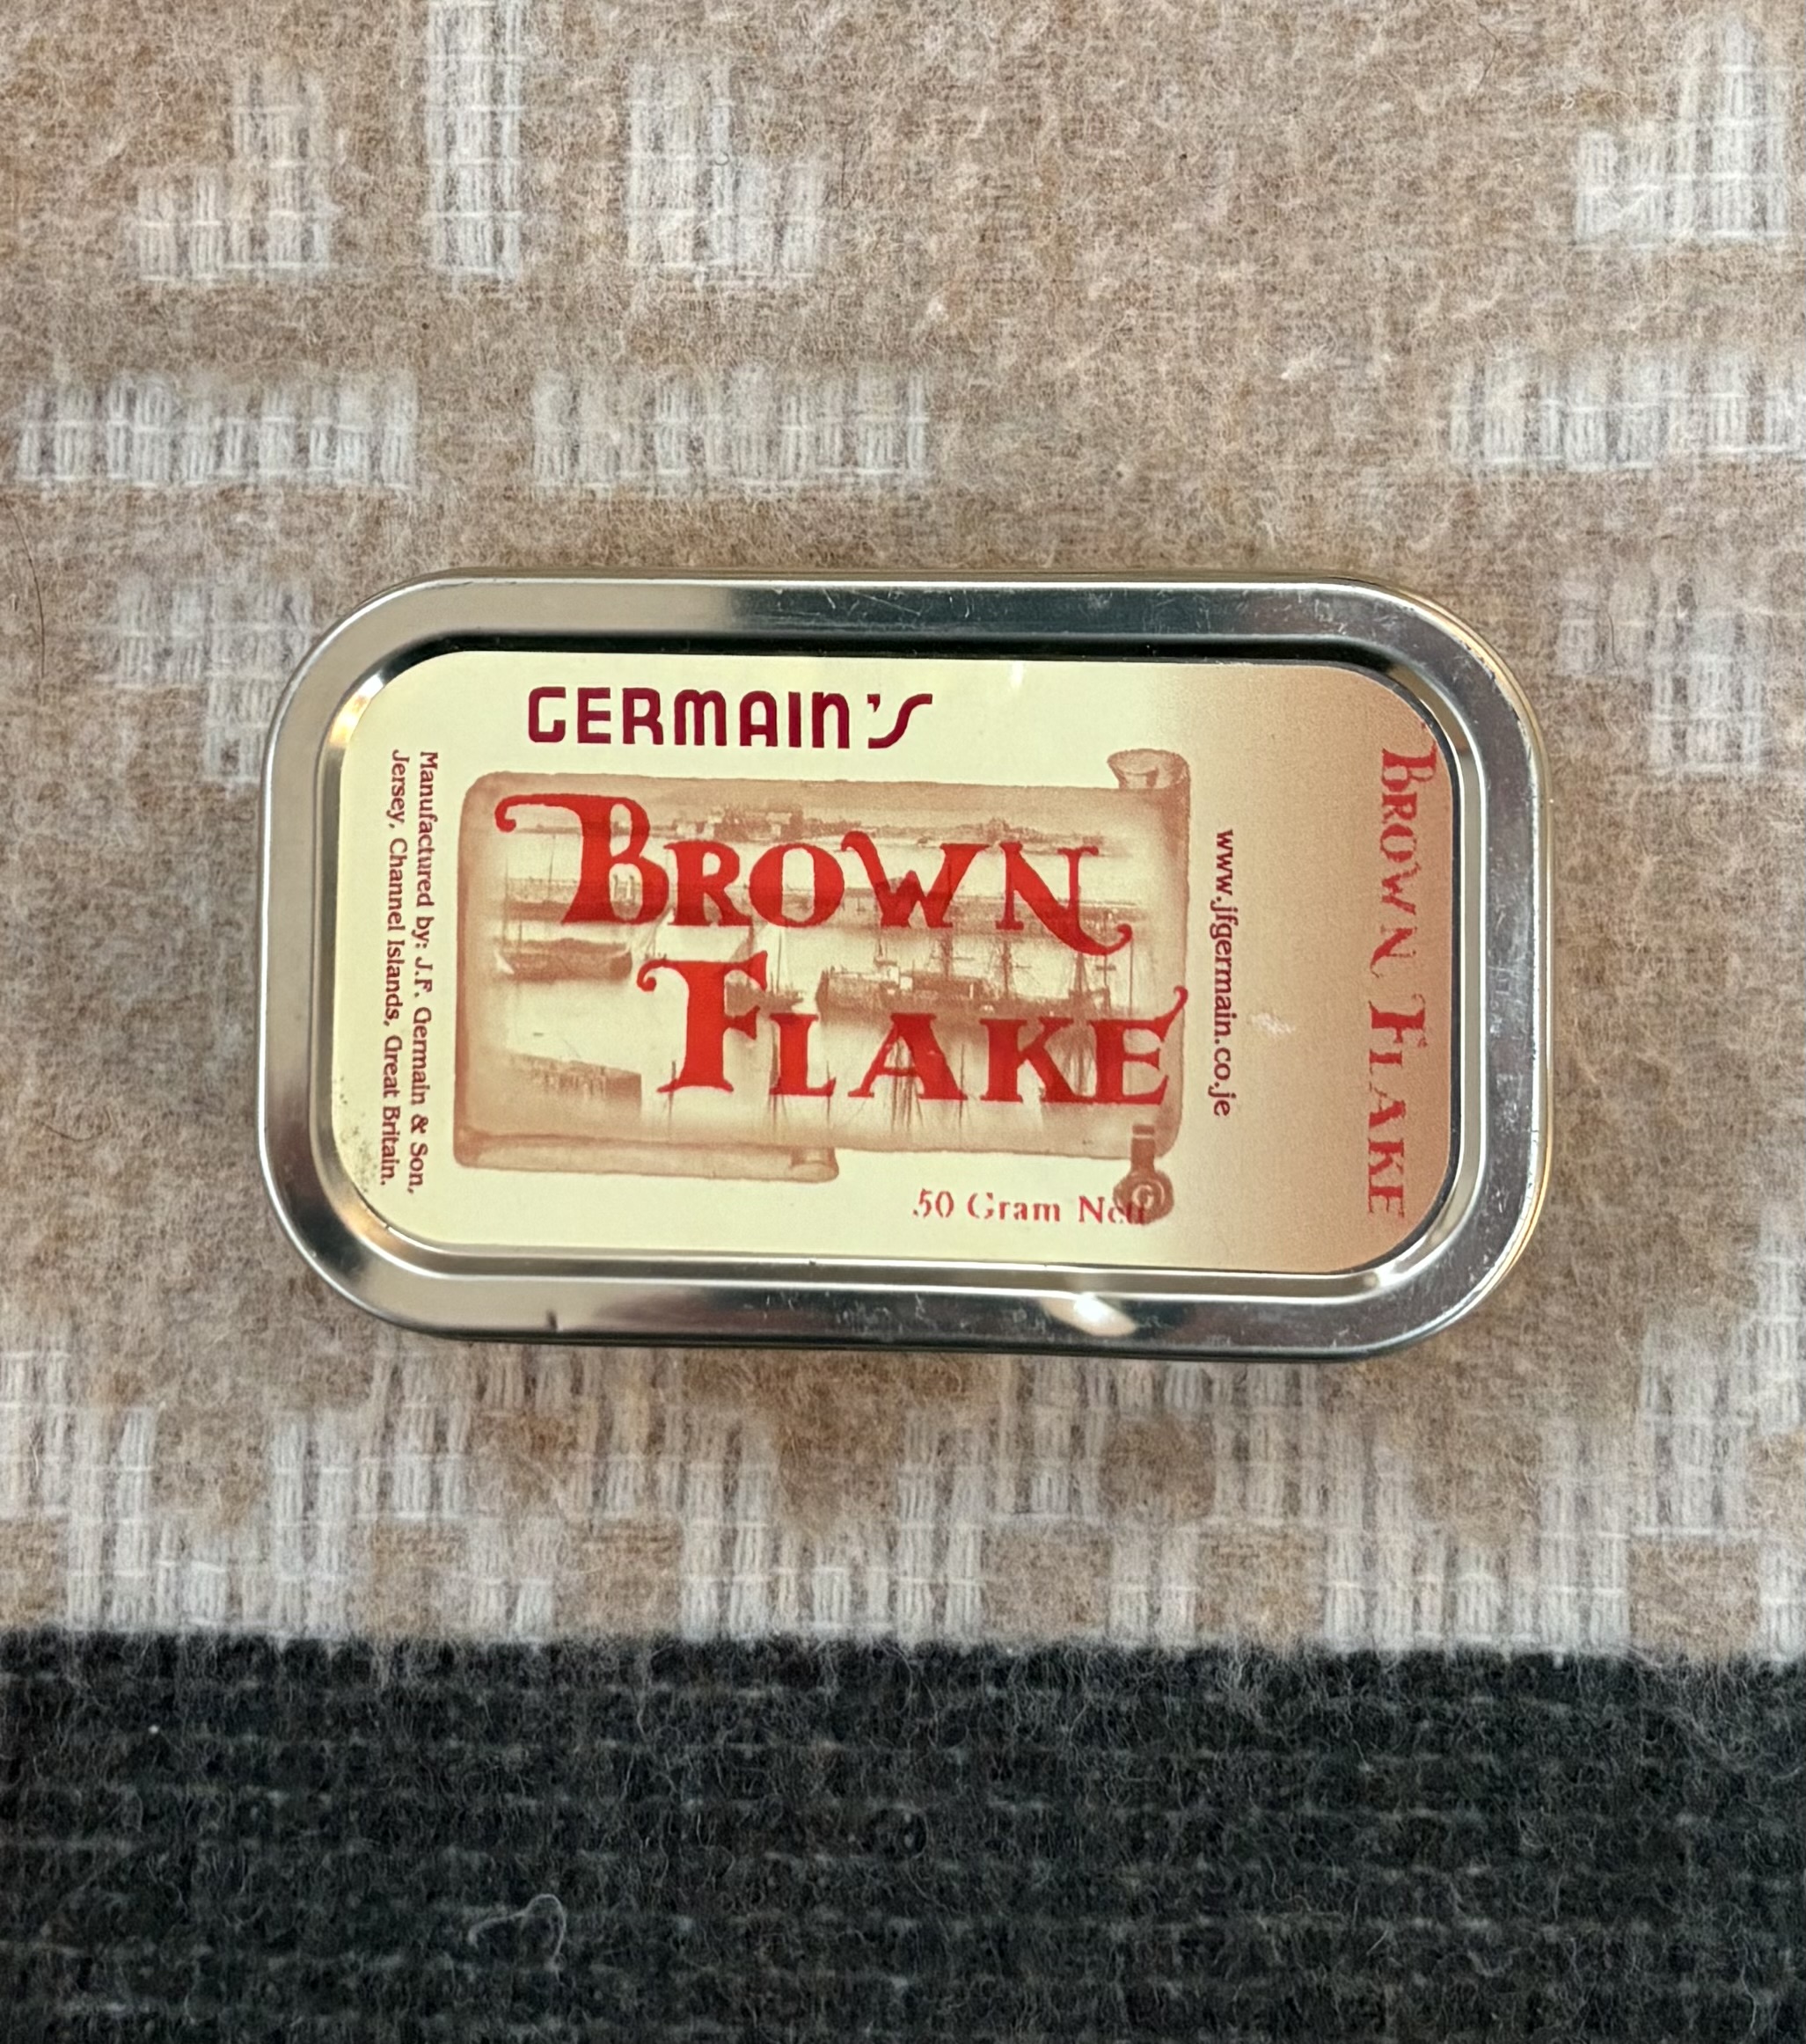 GERMAIN'S
BROWN
FLAKE
50 Gram Nett
Manufactured by: J.F. Germain & Son,
Jersey, Channel Islands, Great Britain.
www.jfgermain.co.je
BROWN FLAKE